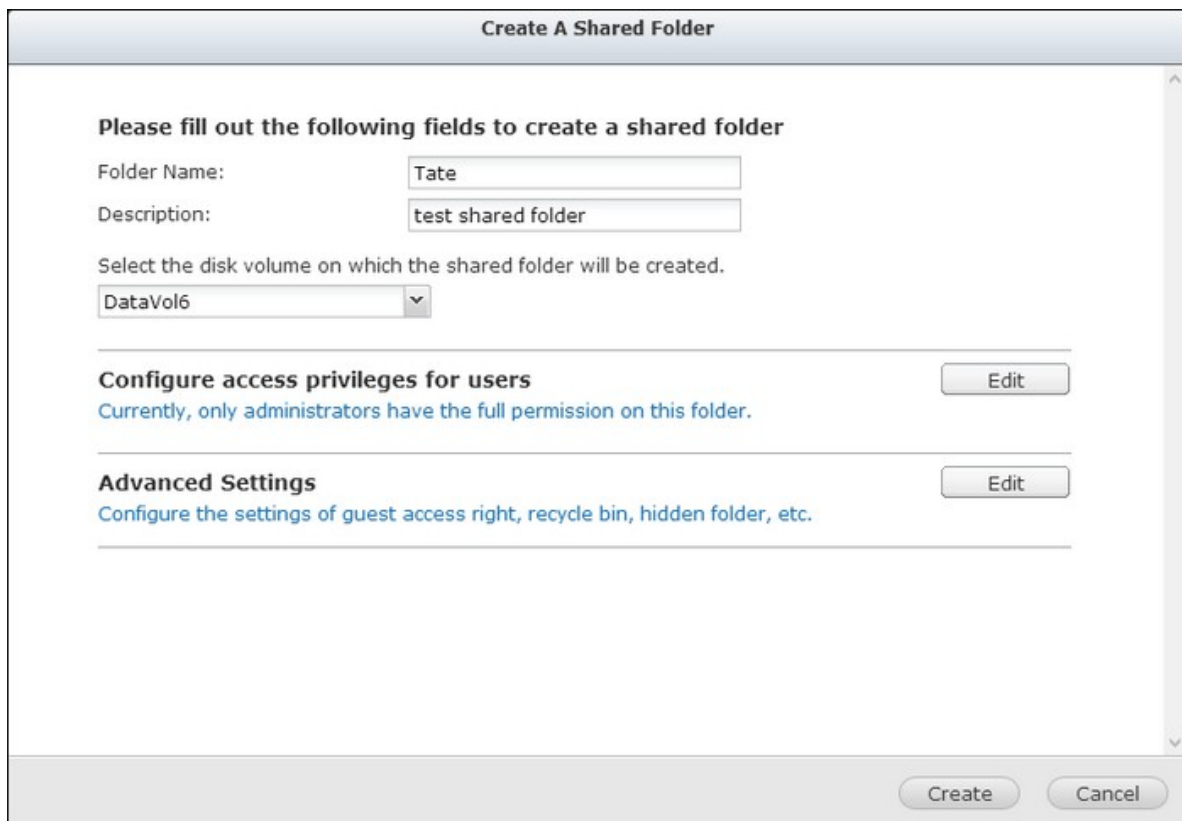 Create A Shared Folder
Please fill out the following fields to create a shared folder
Folder Name:
Tate
Description:
test shared folder
Select the disk volume on which the shared folder will be created.
DataVol6
Configure access privileges for users
Edit
Currently, only administrators have the full permission on this folder.
Advanced Settings
Edit
Configure the settings of guest access right, recycle bin, hidden folder, etc.
Create
Cancel